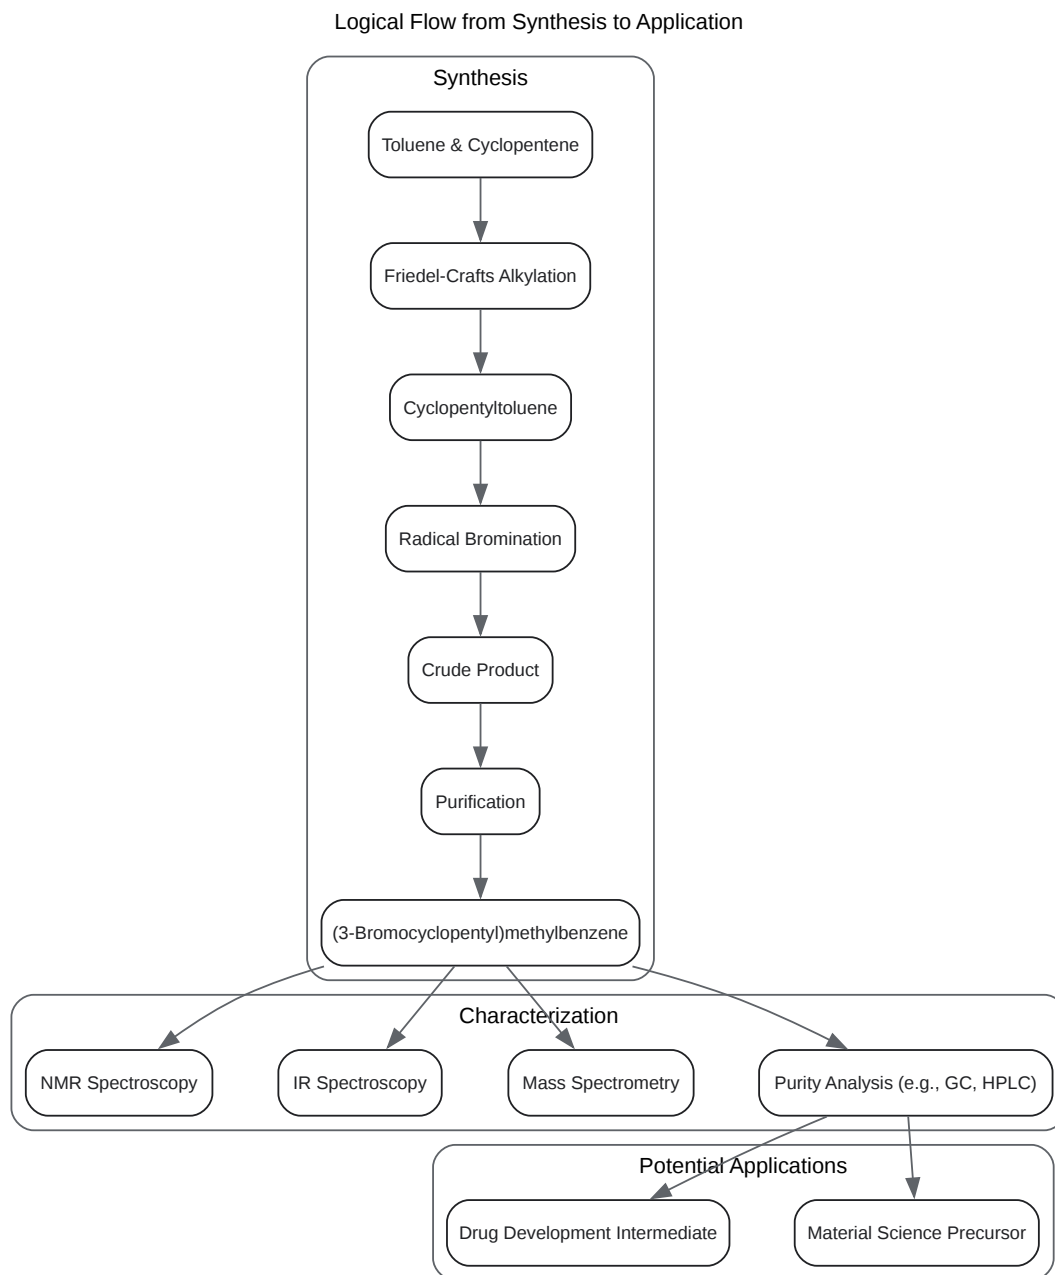 Logical Flow from Synthesis to Application
Synthesis
Toluene & Cyclopentene
Friedel-Crafts Alkylation
Cyclopentyltoluene
Radical Bromination
Crude Product
Purification
(3-Bromocyclopentyl)methylbenzene
Characterization
NMR Spectroscopy
IR Spectroscopy
Mass Spectrometry
Purity Analysis (e.g., GC, HPLC)
Potential Applications
Drug Development Intermediate
Material Science Precursor